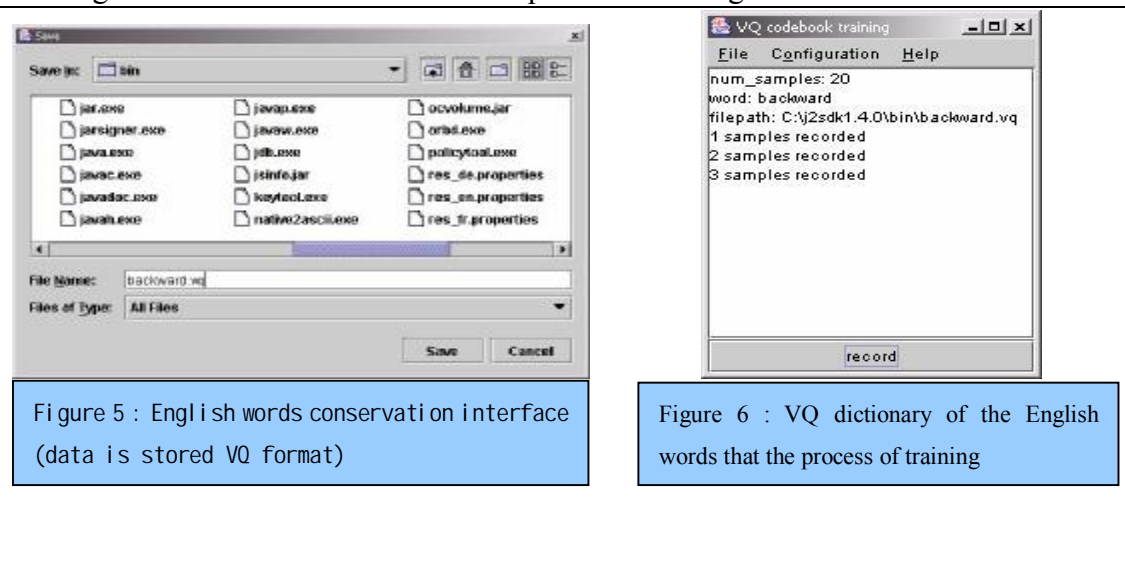 Save
Save in: bin
jar.exe javap.exe ocvolume.jar
jarsigner.exe javaw.exe orbd.exe
java.exe jdb.exe policytool.exe
javac.exe jsinfo.jar res_de.properties
javadoc.exe keytool.exe res_en.properties
javah.exe native2ascii.exe res_fr.properties
File Name: backward.vq
Files of Type: All Files
Save Cancel
Figure 5 : English words conservation interface
(data is stored VQ format)
VQ codebook training
File Configuration Help
num_samples: 20
word: backward
filepath: C:\j2sdk1.4.0\bin\backward.vq
1 samples recorded
2 samples recorded
3 samples recorded
record
Figure 6 : VQ dictionary of the English
words that the process of training